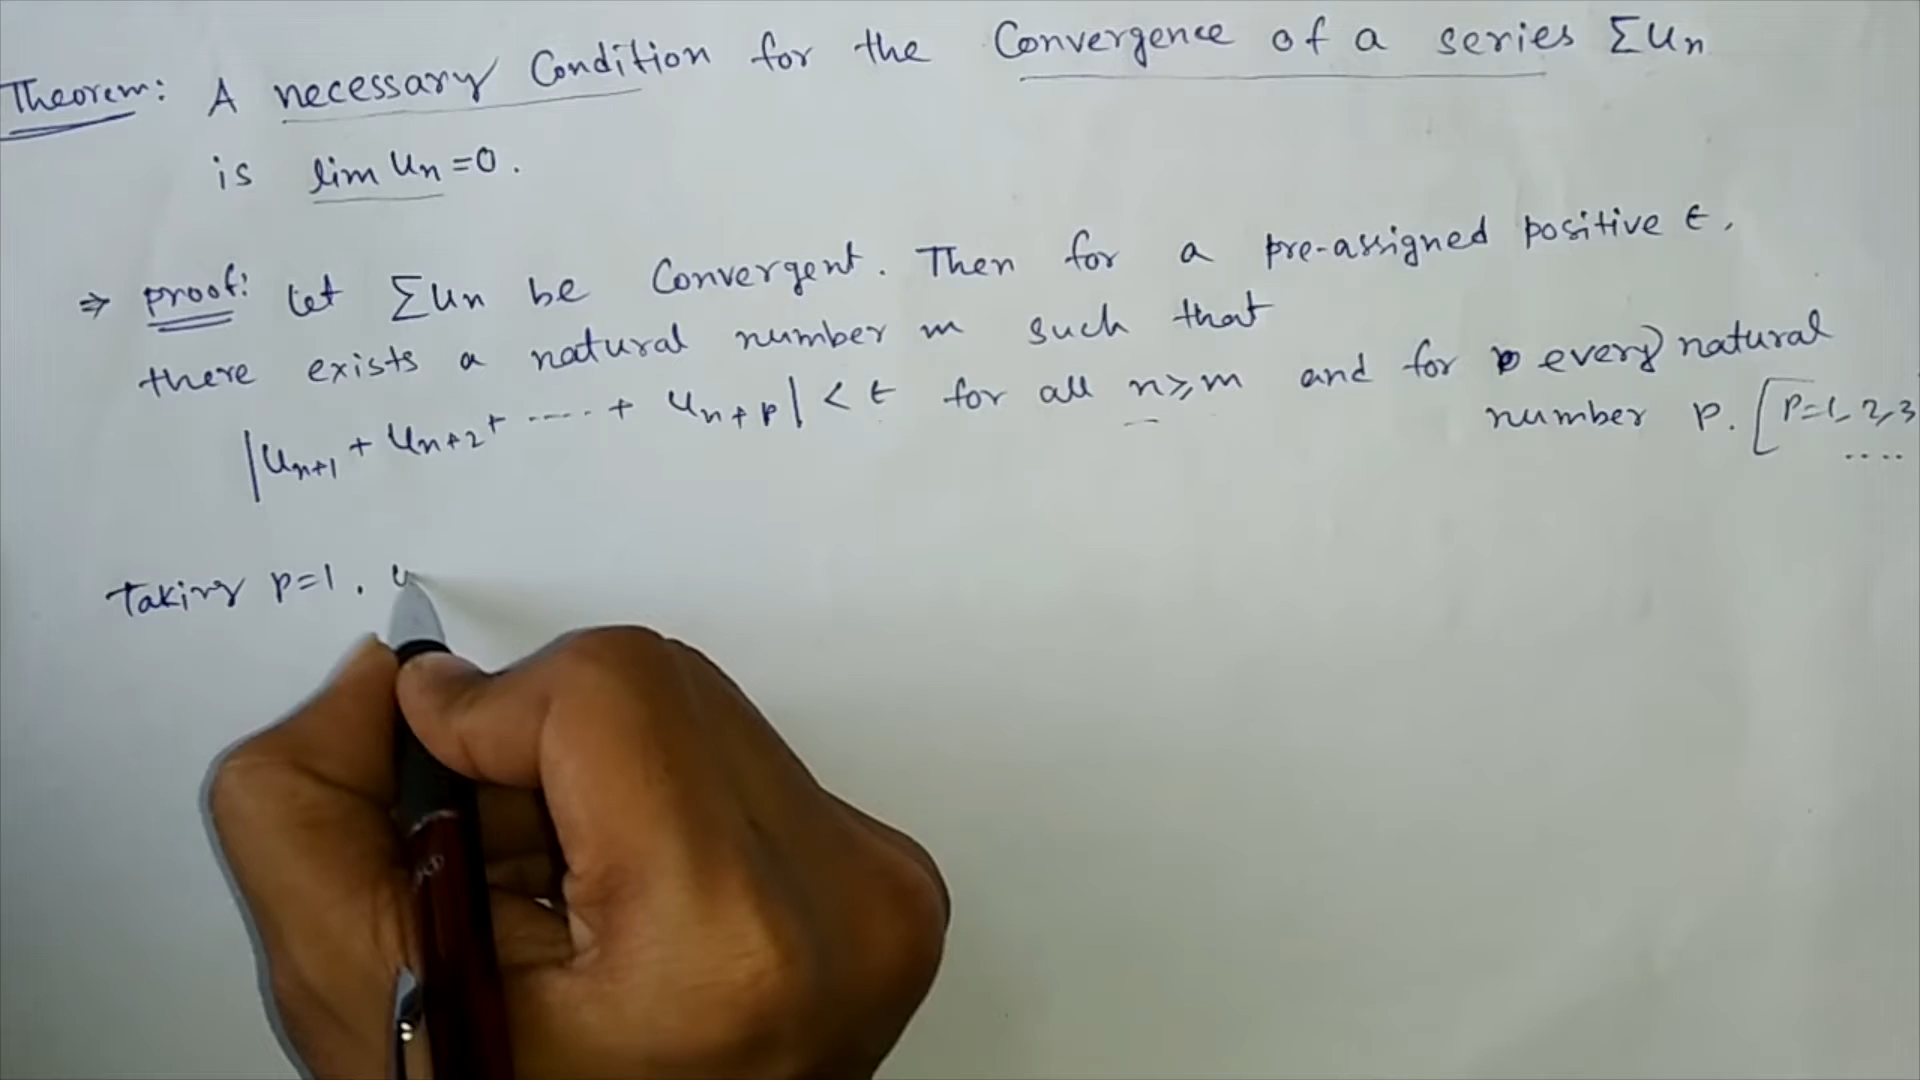 Theorem: A necessary Condition for the Convergence of a series Σun
is lim un =0.
⇒ proof: Let Σun be Convergent. Then for a pre-assigned positive ϵ,
there exists a natural number m such that
|un+1 + un+2 + ..... + un+p| < ϵ for all n⩾m and for every natural
number p. [P=1, 2, 3
....
Taking p=1, u